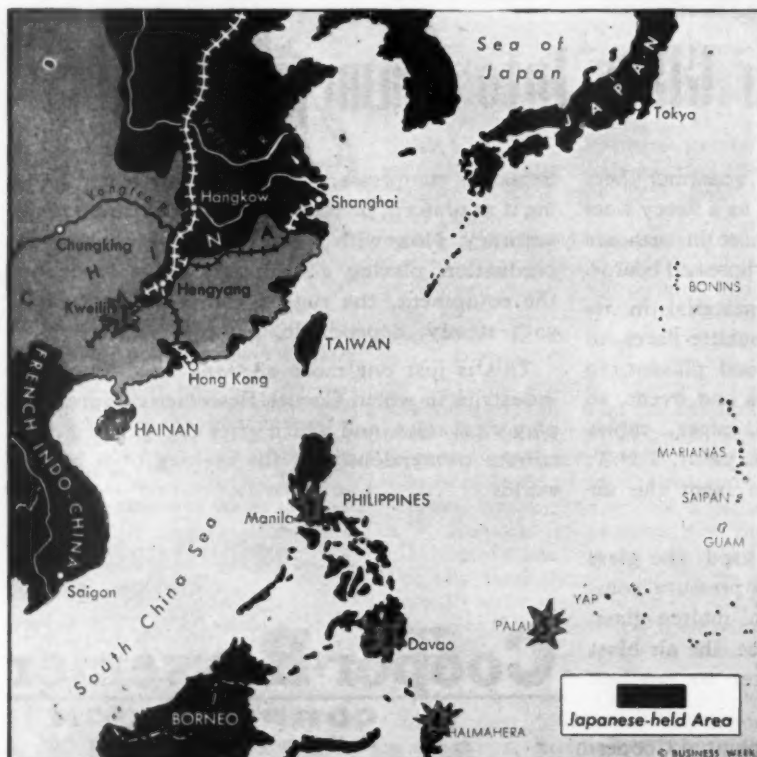 Sea of
Japan
JAPAN
Tokyo
Yellow R.
Hangkow
Shanghai
Yangtse R.
Chungking
CHINA
Kweilin
Hengyang
BONINS
TAIWAN
Hong Kong
FRENCH INDO-CHINA
HAINAN
MARIANAS
PHILIPPINES
SAIPAN
Manila
GUAM
South China Sea
Saigon
YAP
PALAU
Davao
BORNEO
HALMAHERA
Japanese-held Area
© BUSINESS WEEK